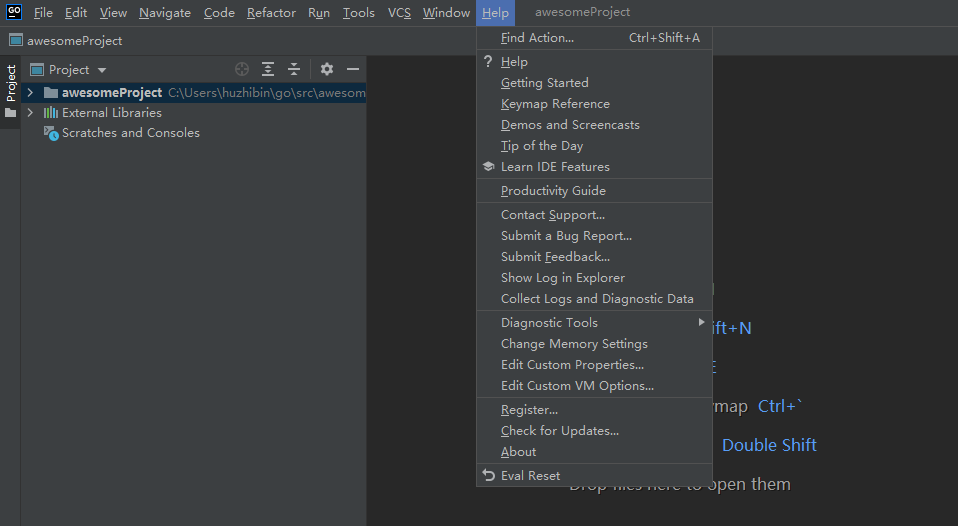 GO File Edit View Navigate Code Refactor Run Tools VCS Window Help awesomeProject
awesomeProject
Project
Project
awesomeProject C:\Users\huzhibin\go\src\awesom
External Libraries
Scratches and Consoles
Find Action... Ctrl+Shift+A
? Help
Getting Started
Keymap Reference
Demos and Screencasts
Tip of the Day
Learn IDE Features
Productivity Guide
Contact Support...
Submit a Bug Report...
Submit Feedback...
Show Log in Explorer
Collect Logs and Diagnostic Data
Diagnostic Tools
Change Memory Settings
Edit Custom Properties...
Edit Custom VM Options...
Register...
Check for Updates...
About
Eval Reset
ift+N
ymap Ctrl+`
Double Shift
Drop files here to open them